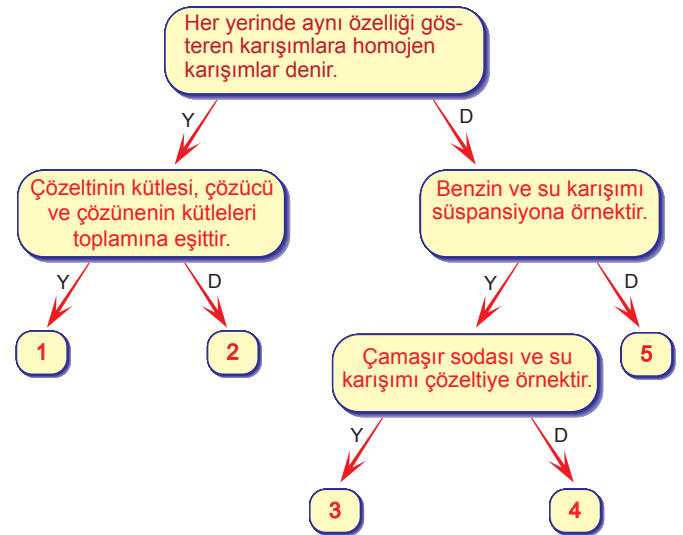 Her yerinde aynı özelliği gös-
teren karışımlara homojen
karışımlar denir.
Y
D
Çözeltinin kütlesi, çözücü
ve çözünenin kütleleri
toplamına eşittir.
Benzin ve su karışımı
süspansiyona örnektir.
Y
D
Y
D
1
2
Çamaşır sodası ve su
karışımı çözeltiye örnektir.
5
Y
D
3
4